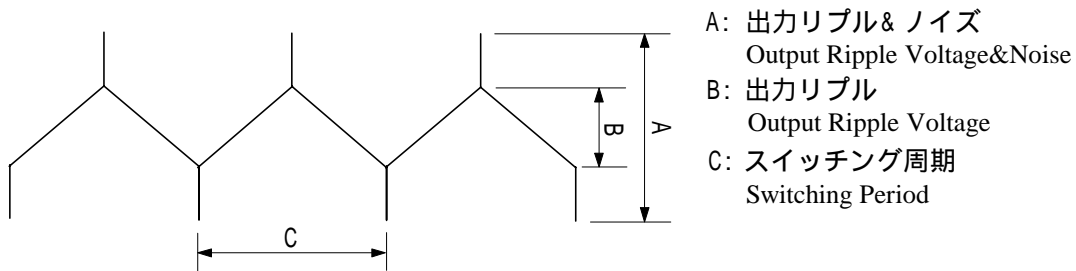 A: 出力リプル& ノイズ
Output Ripple Voltage&Noise
B: 出力リプル
Output Ripple Voltage
C: スイッチング周期
Switching Period
B
A
C